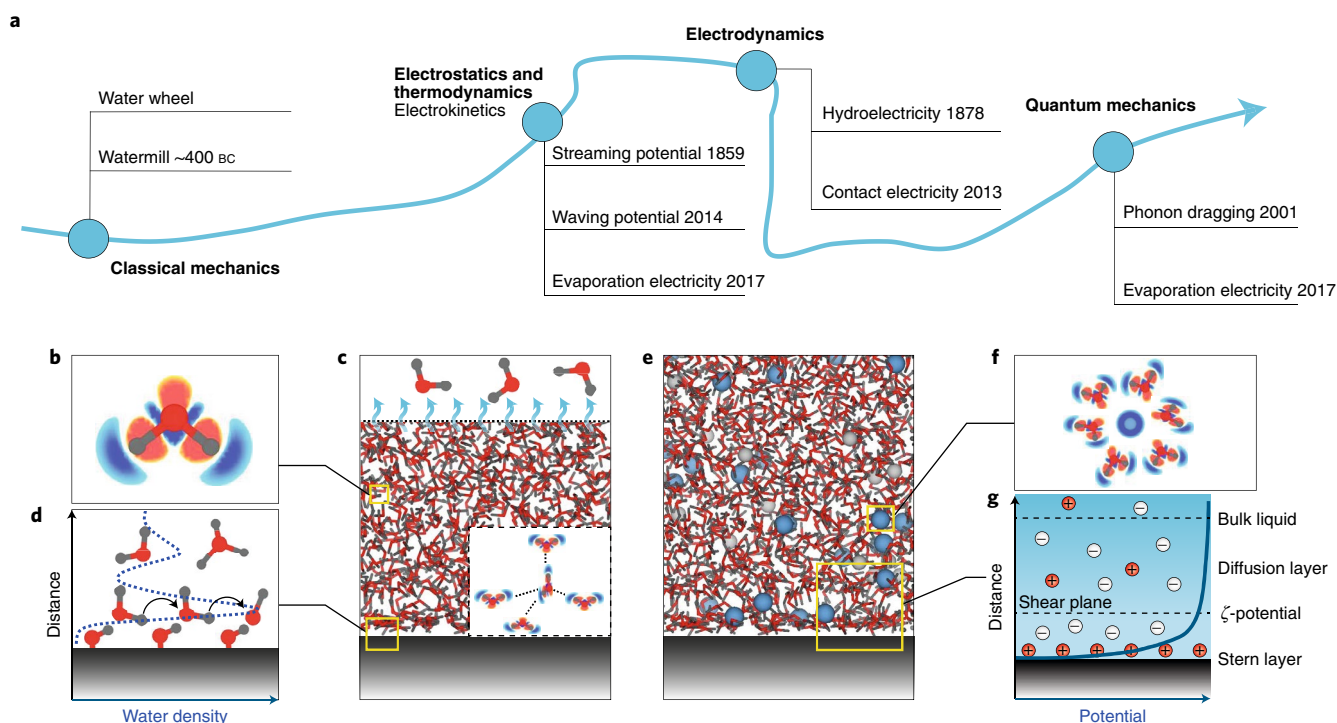 a
Water wheel
Watermill ~400 BC
Classical mechanics
Electrostatics and
thermodynamics
Electrokinetics
Streaming potential 1859
Waving potential 2014
Evaporation electricity 2017
Electrodynamics
Hydroelectricity 1878
Contact electricity 2013
Quantum mechanics
Phonon dragging 2001
Evaporation electricity 2017
b
c
d
Distance
Water density
e
f
g
+
−
−
−
−
+
+
−
−
Shear plane
−
−
−
−
+
+
+
+
+
+
Bulk liquid
Diffusion layer
ζ-potential
Stern layer
Distance
Potential